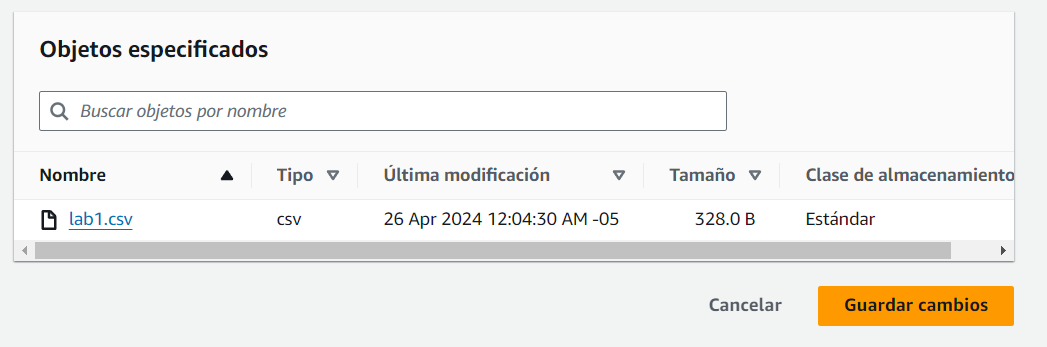 Objetos especificados
Buscar objetos por nombre
Nombre Tipo Última modificación Tamaño Clase de almacenamiento
lab1.csv csv 26 Apr 2024 12:04:30 AM -05 328.0 B Estándar
Cancelar Guardar cambios